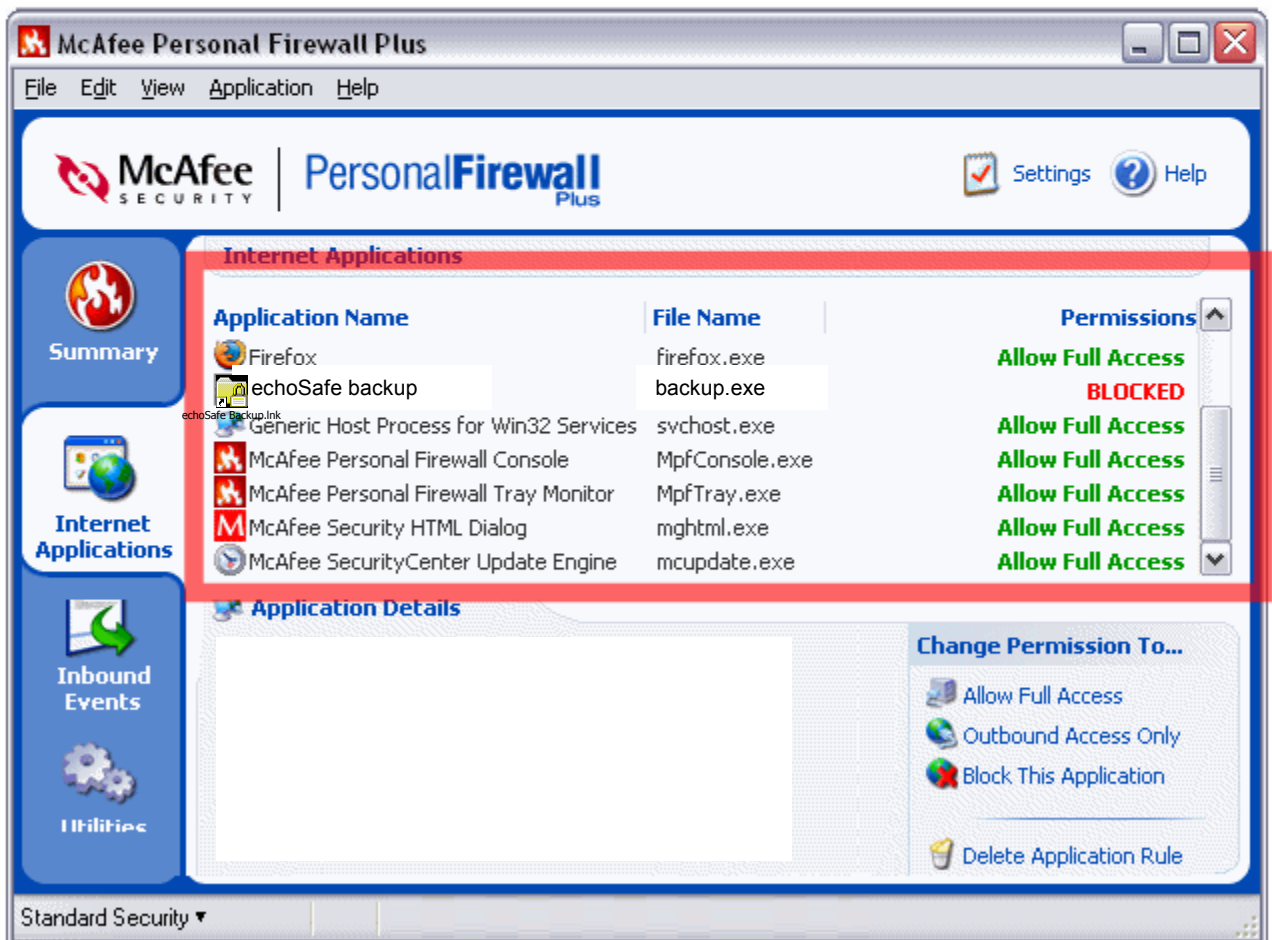 McAfee Personal Firewall Plus
File Edit View Application Help
McAfee SECURITY PersonalFirewall Plus
Settings Help
Internet Applications
Application Name File Name Permissions
Firefox firefox.exe Allow Full Access
echoSafe backup backup.exe BLOCKED
echoSafe Backup.lnk
Generic Host Process for Win32 Services svchost.exe Allow Full Access
McAfee Personal Firewall Console MpfConsole.exe Allow Full Access
McAfee Personal Firewall Tray Monitor MpfTray.exe Allow Full Access
McAfee Security HTML Dialog mghtml.exe Allow Full Access
McAfee SecurityCenter Update Engine mcupdate.exe Allow Full Access
Summary
Internet
Applications
Inbound
Events
Utilities
Application Details
Change Permission To...
Allow Full Access
Outbound Access Only
Block This Application
Delete Application Rule
Standard Security